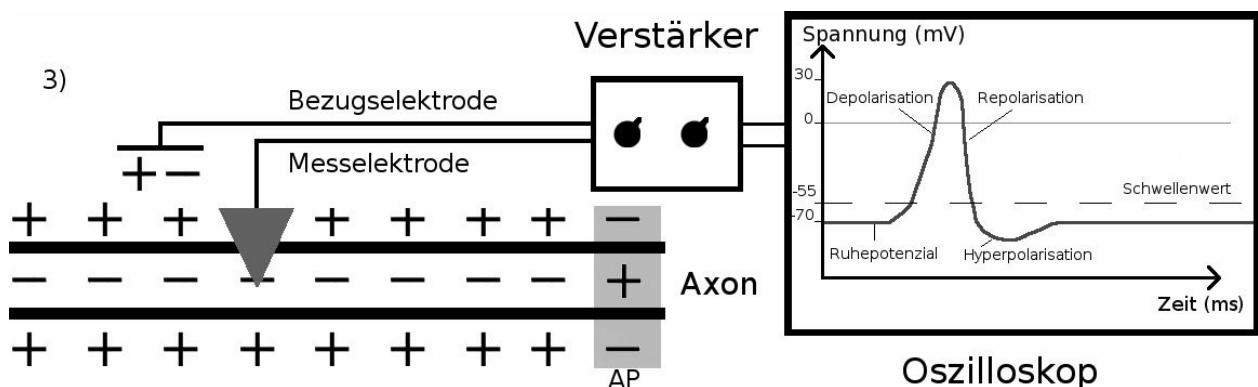 3)
Verstärker
Bezugselektrode
Messelektrode
+ −
+ + + + + + + −
− − − − − − − − +
+ + + + + + + + −
AP
Axon
Spannung (mV)
30
0
-55
-70
Depolarisation
Repolarisation
Schwellenwert
Ruhepotenzial
Hyperpolarisation
Zeit (ms)
Oszilloskop